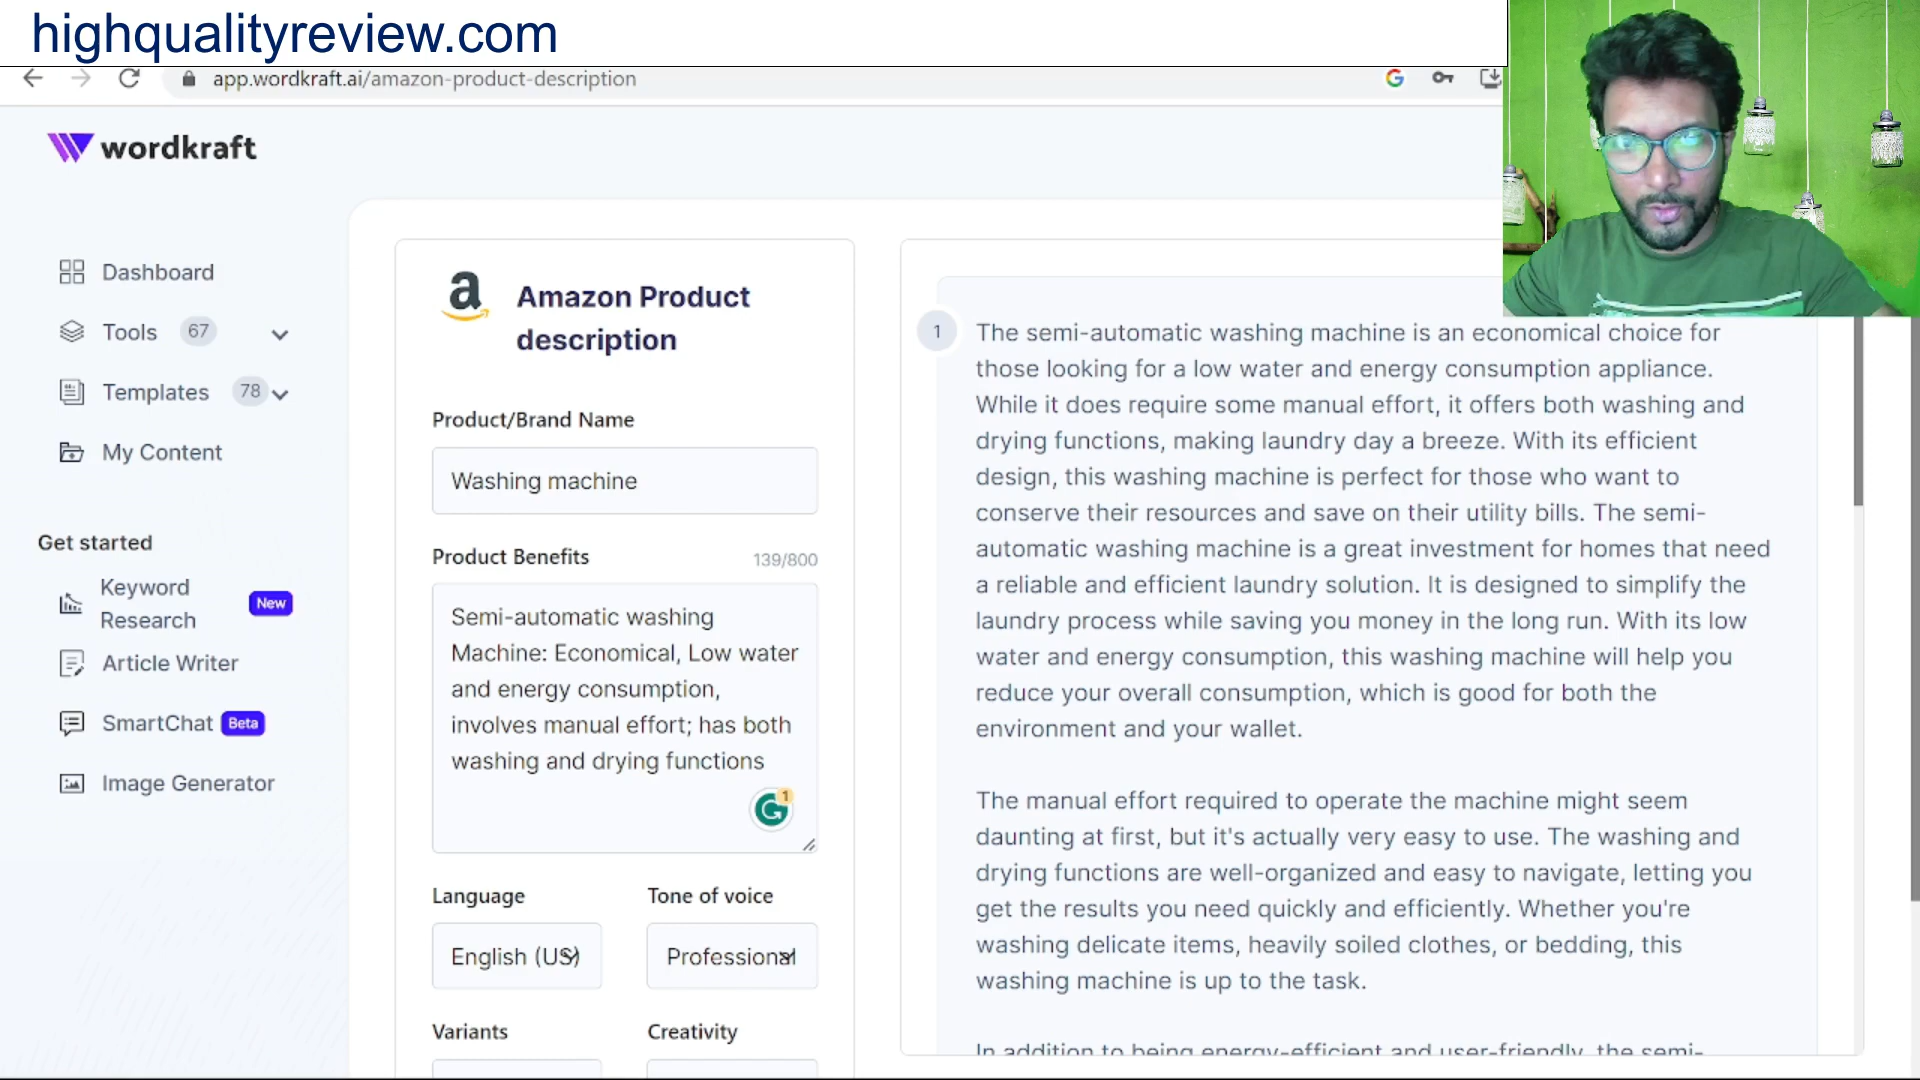 highqualityreview.com
app.wordkraft.ai/amazon-product-description
wordkraft
Dashboard
Tools 67
Templates 78
My Content
Get started
Keyword
Research
New
Article Writer
SmartChat Beta
Image Generator
Amazon Product
description
Product/Brand Name
Washing machine
Product Benefits 139/800
Semi-automatic washing
Machine: Economical, Low water
and energy consumption,
involves manual effort; has both
washing and drying functions
1
Language Tone of voice
English (US) Professional
Variants Creativity
1
The semi-automatic washing machine is an economical choice for
those looking for a low water and energy consumption appliance.
While it does require some manual effort, it offers both washing and
drying functions, making laundry day a breeze. With its efficient
design, this washing machine is perfect for those who want to
conserve their resources and save on their utility bills. The semi-
automatic washing machine is a great investment for homes that need
a reliable and efficient laundry solution. It is designed to simplify the
laundry process while saving you money in the long run. With its low
water and energy consumption, this washing machine will help you
reduce your overall consumption, which is good for both the
environment and your wallet.
The manual effort required to operate the machine might seem
daunting at first, but it's actually very easy to use. The washing and
drying functions are well-organized and easy to navigate, letting you
get the results you need quickly and efficiently. Whether you're
washing delicate items, heavily soiled clothes, or bedding, this
washing machine is up to the task.
In addition to being energy-efficient and user-friendly, the semi-